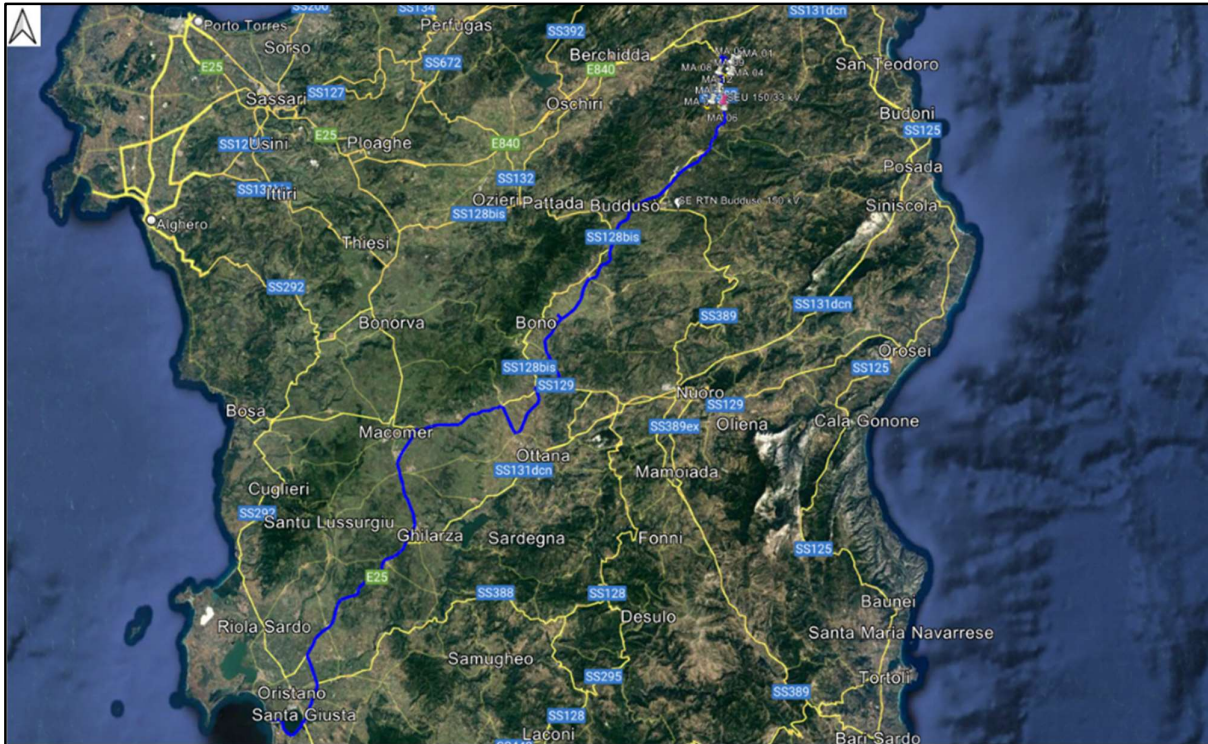 SS200
SS134
SS131dcn
Porto Torres
Perfugas
SS392
Sorso
Berchidda
MA 01
San Teodoro
E25
SS672
E840
MA 08
MA 04
SS127
Oschiri
Sassari
SEU 150/33 kV
Budoni
MA 06
E25
SS125
Usini
Ploaghe
E840
Posada
SS132
Ittiri
Ozieri
Pattada
Budduso
SE RTN Budduso 150 kV
Siniscola
SS128bis
Alghero
Thiesi
SS128bis
SS292
SS131dcn
SS389
Bonorva
Bono
Orosei
SS128bis
SS125
SS129
Nuoro
SS129
Bosa
Cala Gonone
Macomer
SS389ex
Oliena
Ottana
SS131dcn
Mamoiada
Cuglieri
SS292
Santu Lussurgiu
Ghilarza
Sardegna
Fonni
SS125
E25
SS388
SS128
Baunei
Riola Sardo
Desulo
Santa Maria Navarrese
Samugheo
SS295
Tortolì
Oristano
SS389
Santa Giusta
SS128
Laconi
Bari Sardo